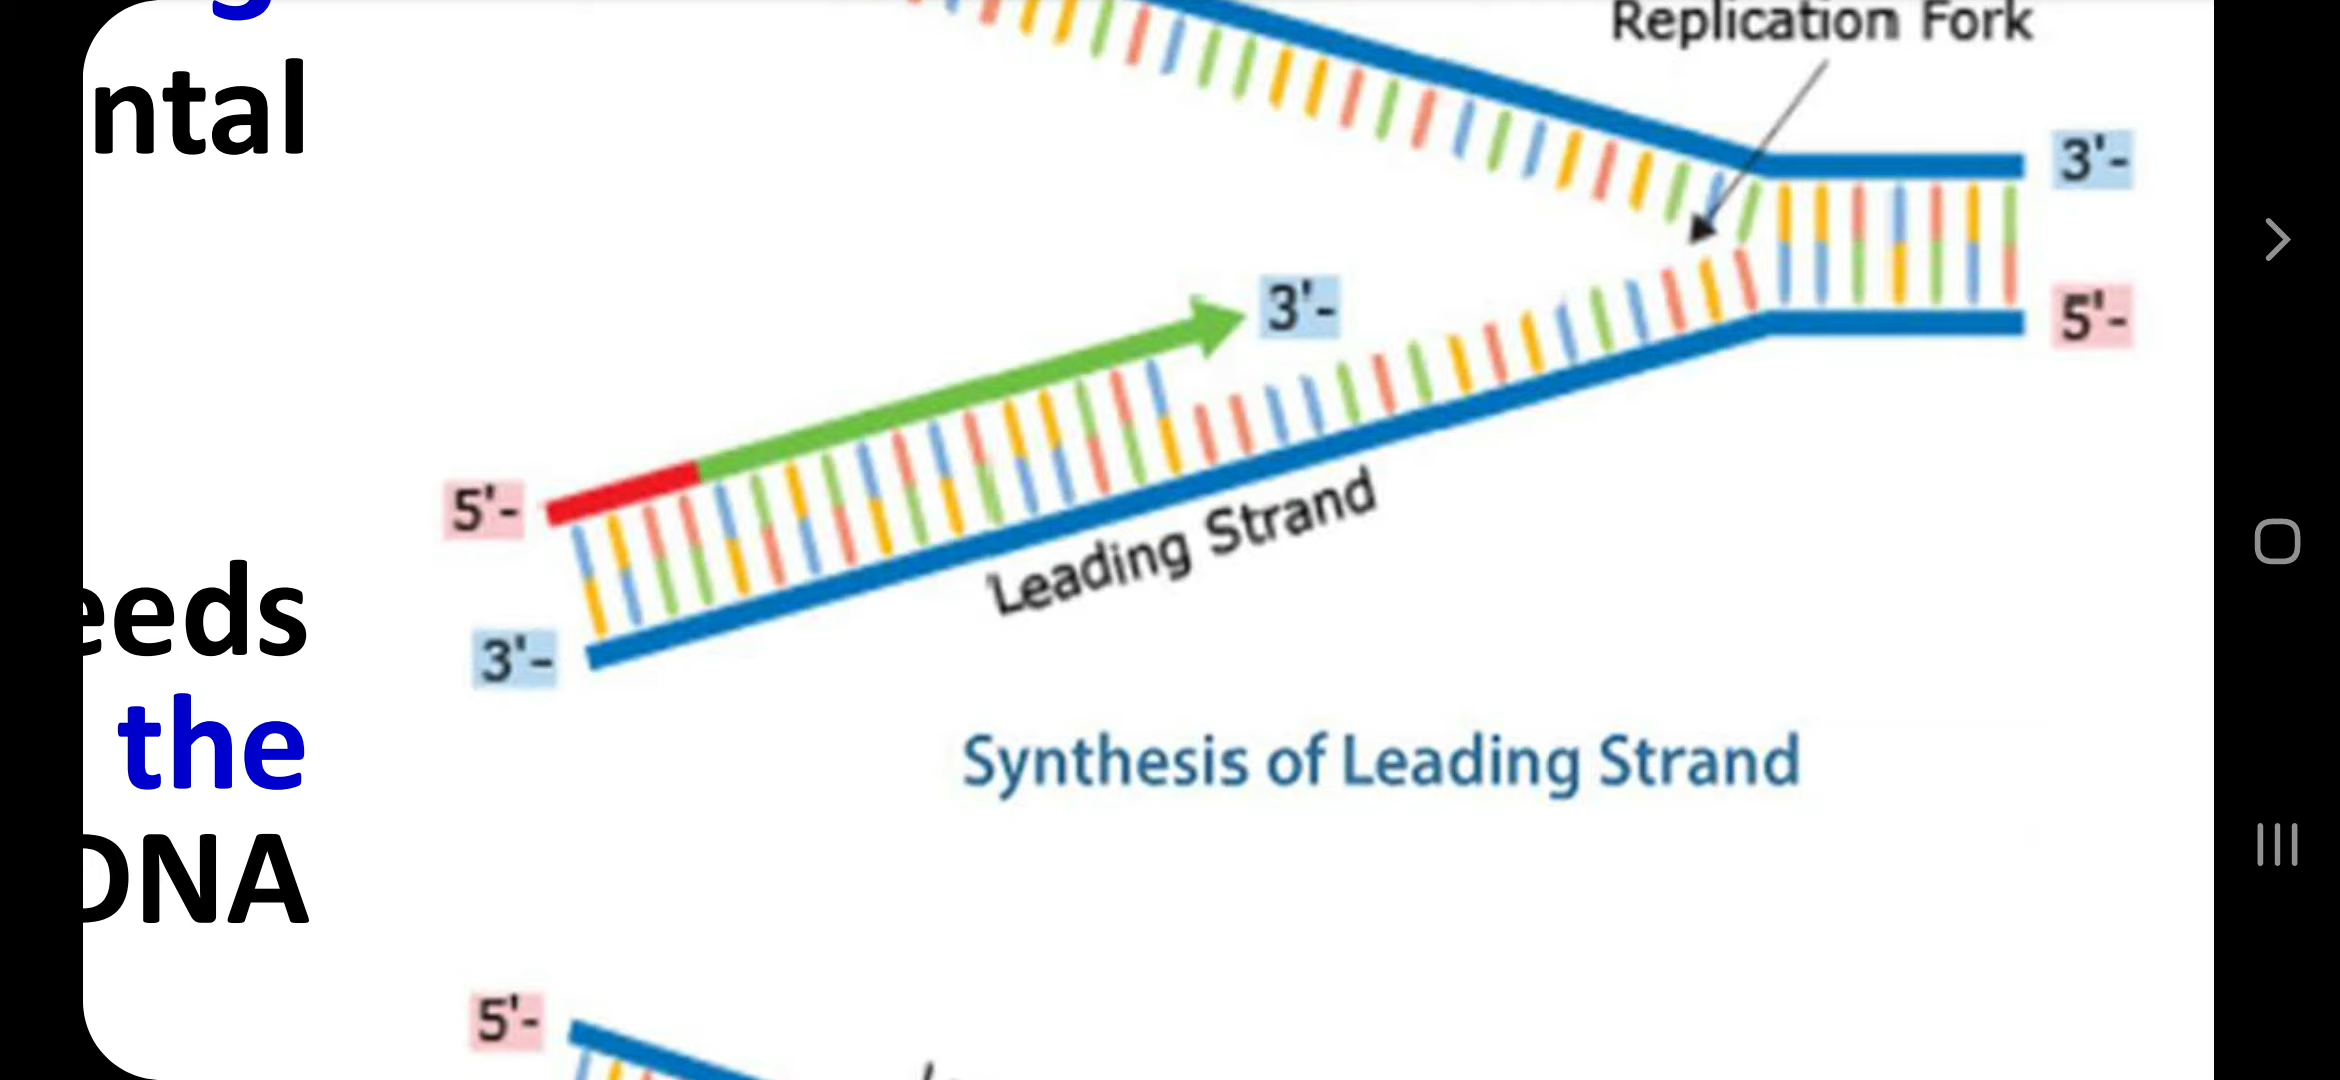 ntal
eeds
the
DNA
Replication Fork
3'-
5'-
3'-
5'-
3'-
Leading Strand
Synthesis of Leading Strand
5'-